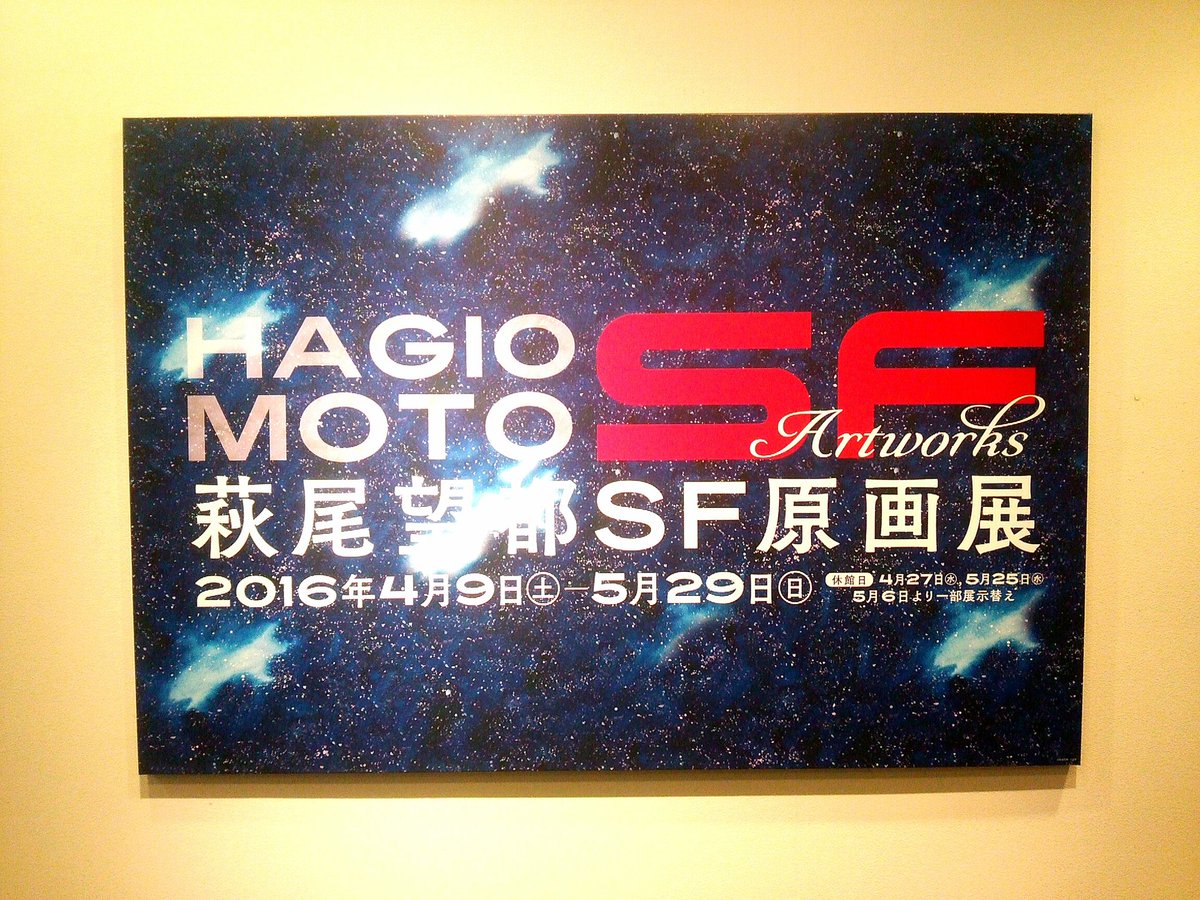 HAGIO
MOTO
SF
Artworks
萩尾望都SF原画展
2016年4月9日㊏—5月29日㊐
休館日 4月27日㊌、5月25日㊌
5月6日より一部展示替え